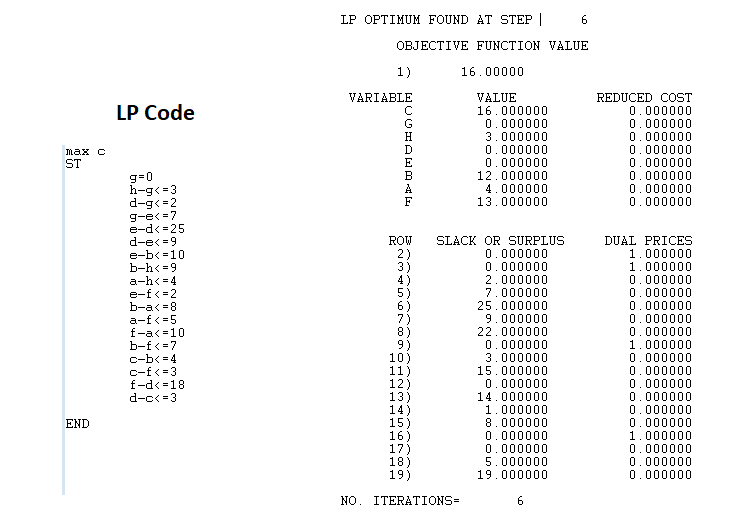 LP Code
max c
ST
g=0
h-g<=3
d-g<=2
g-e<=7
e-d<=25
d-e<=9
e-b<=10
b-h<=9
a-h<=4
e-f<=2
b-a<=8
a-f<=5
f-a<=10
b-f<=7
c-b<=4
c-f<=3
f-d<=18
d-c<=3
END
LP OPTIMUM FOUND AT STEP 6
OBJECTIVE FUNCTION VALUE
1) 16.00000
VARIABLE VALUE REDUCED COST
C 16.000000 0.000000
G 0.000000 0.000000
H 3.000000 0.000000
D 0.000000 0.000000
E 0.000000 0.000000
B 12.000000 0.000000
A 4.000000 0.000000
F 13.000000 0.000000
ROW SLACK OR SURPLUS DUAL PRICES
2) 0.000000 1.000000
3) 0.000000 1.000000
4) 2.000000 0.000000
5) 7.000000 0.000000
6) 25.000000 0.000000
7) 9.000000 0.000000
8) 22.000000 0.000000
9) 0.000000 1.000000
10) 3.000000 0.000000
11) 15.000000 0.000000
12) 0.000000 0.000000
13) 14.000000 0.000000
14) 1.000000 0.000000
15) 8.000000 0.000000
16) 0.000000 1.000000
17) 0.000000 0.000000
18) 5.000000 0.000000
19) 19.000000 0.000000
NO. ITERATIONS= 6